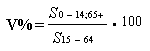 V% = S₀₋₁₄;₆₅₊ / S₁₅₋₆₄ · 100